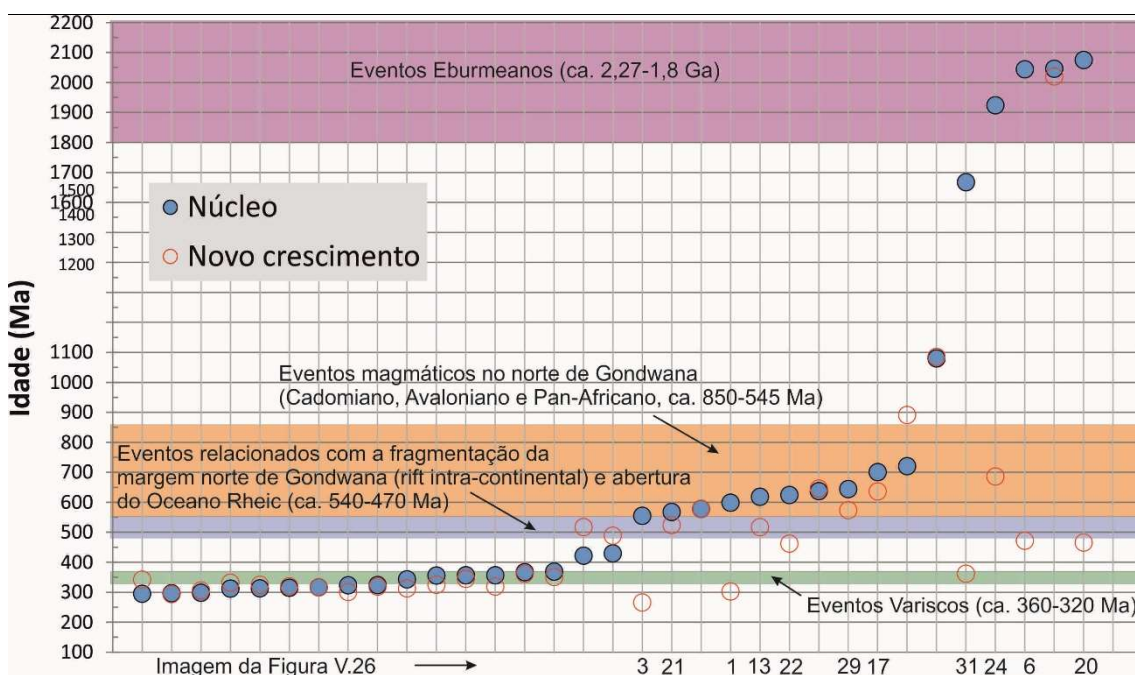 Idade (Ma)
2200
2100
2000
1900
1800
1700
1500
1600
1400
1300
1200
1100
1000
900
800
700
600
500
400
300
200
100
Eventos Eburmeanos (ca. 2,27-1,8 Ga)
Núcleo
Novo crescimento
Eventos magmáticos no norte de Gondwana
(Cadomiano, Avaloniano e Pan-Africano, ca. 850-545 Ma)
Eventos relacionados com a fragmentação da
margem norte de Gondwana (rift intra-continental) e abertura
do Oceano Rheic (ca. 540-470 Ma)
Eventos Variscos (ca. 360-320 Ma)
Imagem da Figura V.26 3 21 1 13 22 29 17 31 24 6 20